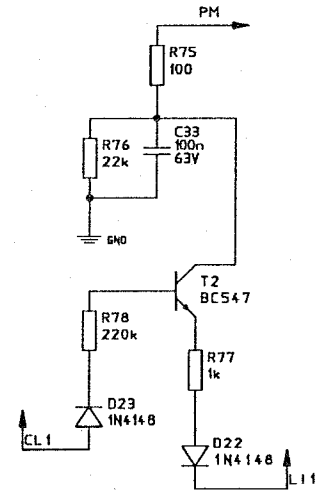 PM
R75
100
C33
100n
63V
R76
22k
GND
T2
BC547
R78
220k
R77
1k
D23
1N4148
D22
1N4148
CL1
LI1